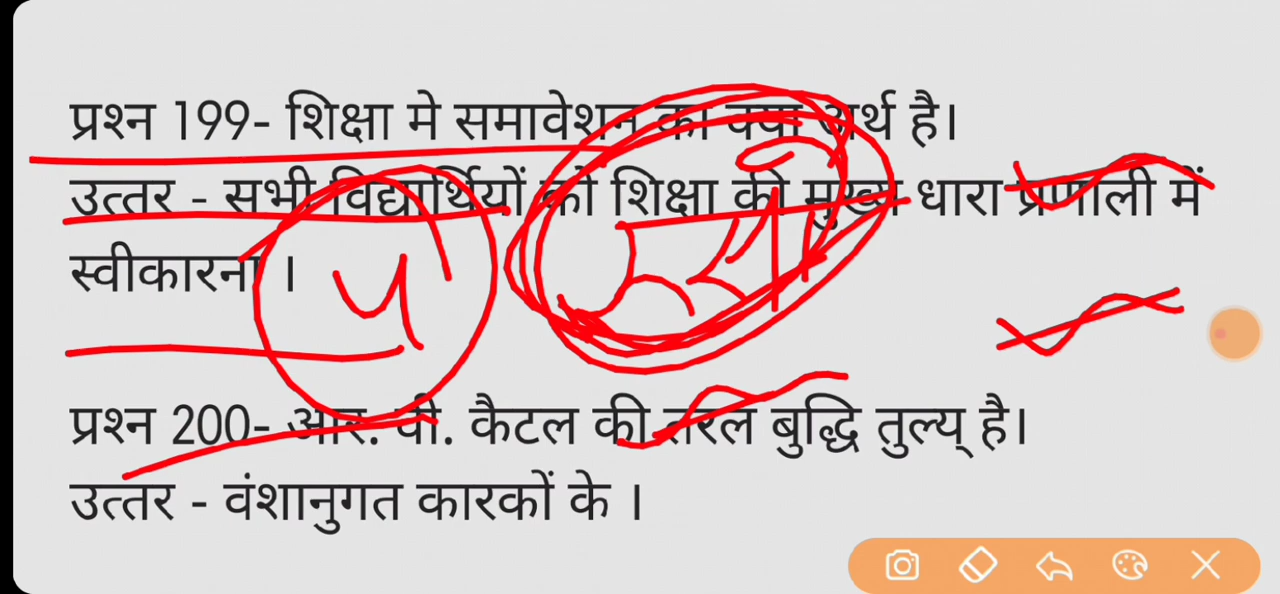 प्रश्न 199- शिक्षा मे समावेशन का क्या अर्थ है।
उत्तर - सभी विद्यार्थियों को शिक्षा की मुख्य धारा प्रणाली में
स्वीकारना ।
प्रश्न 200- आर. वी. कैटल की तरल बुद्धि तुल्य् है।
उत्तर - वंशानुगत कारकों के ।